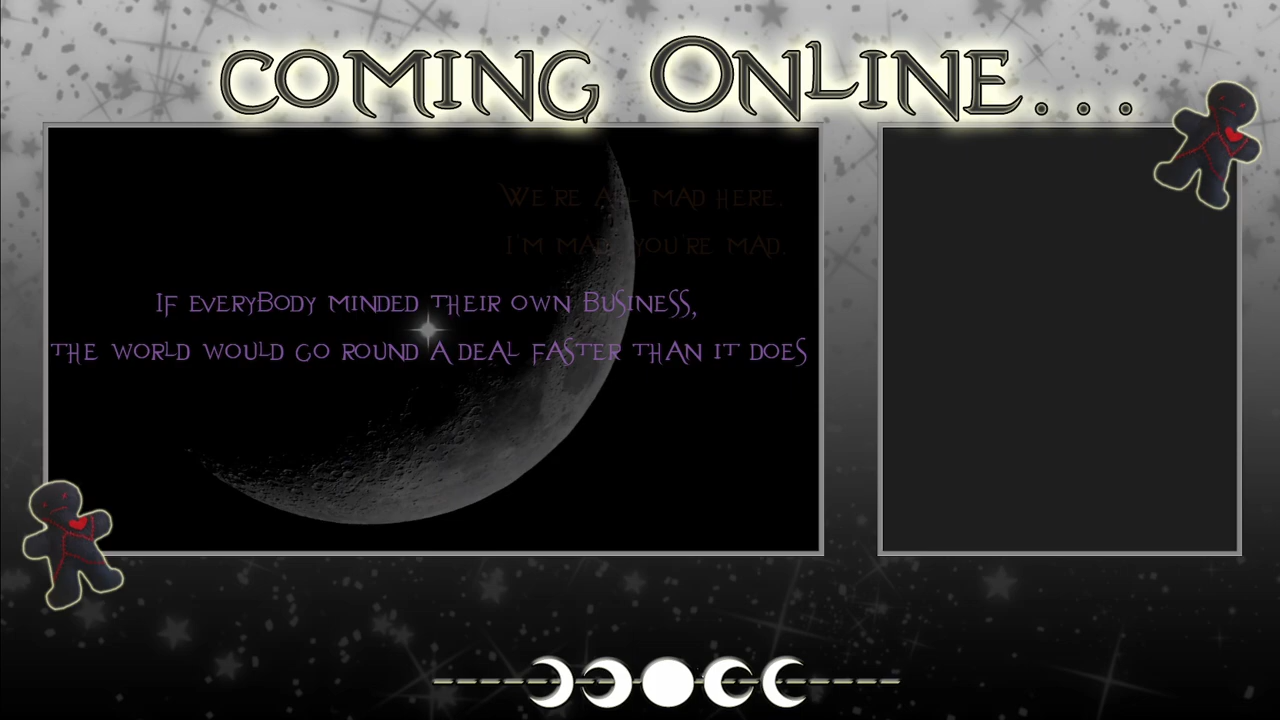 Coming Online...
We're all mad here.
I'm mad. You're mad.
If everybody minded their own business,
the world would go round a deal faster than it does